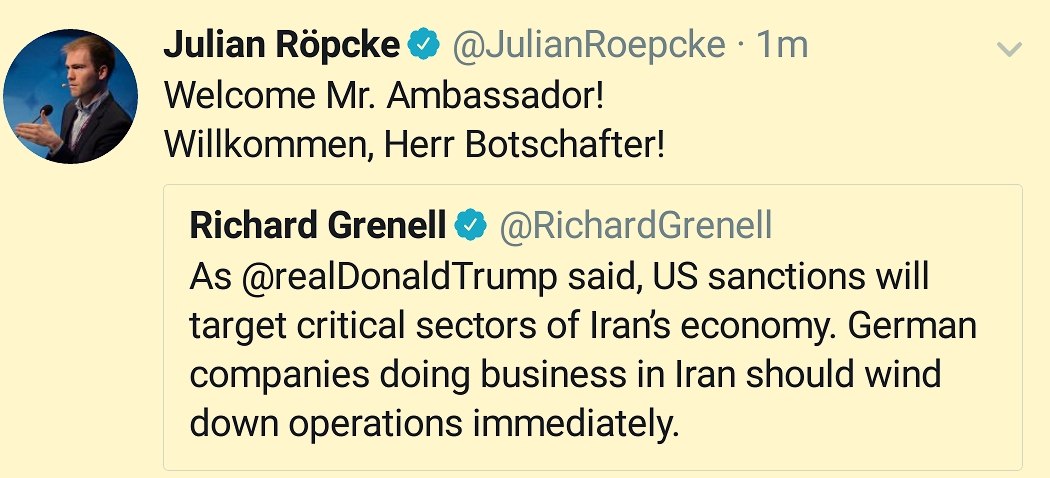 Julian Röpcke @JulianRoepcke · 1m
Welcome Mr. Ambassador!
Willkommen, Herr Botschafter!
Richard Grenell @RichardGrenell
As @realDonaldTrump said, US sanctions will
target critical sectors of Iran's economy. German
companies doing business in Iran should wind
down operations immediately.